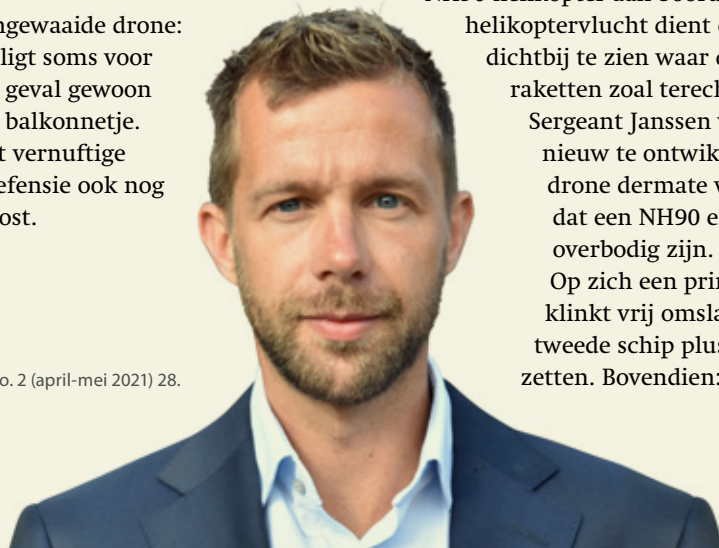 ngewaaide drone:
ligt soms voor
geval gewoon
balkonnetje.
t vernuftige
efensie ook nog
ost.
o. 2 (april-mei 2021) 28.
helikoptervlucht dient
dichtbij te zien waar
raketten zoal terech
Sergeant Janssen
nieuw te ontwik
drone dermate
dat een NH90 e
overbodig zijn.
Op zich een prin
klinkt vrij omsla
tweede schip plus
zetten. Bovendien: